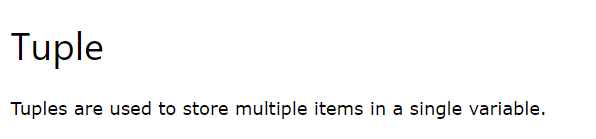 Tuple
Tuples are used to store multiple items in a single variable.